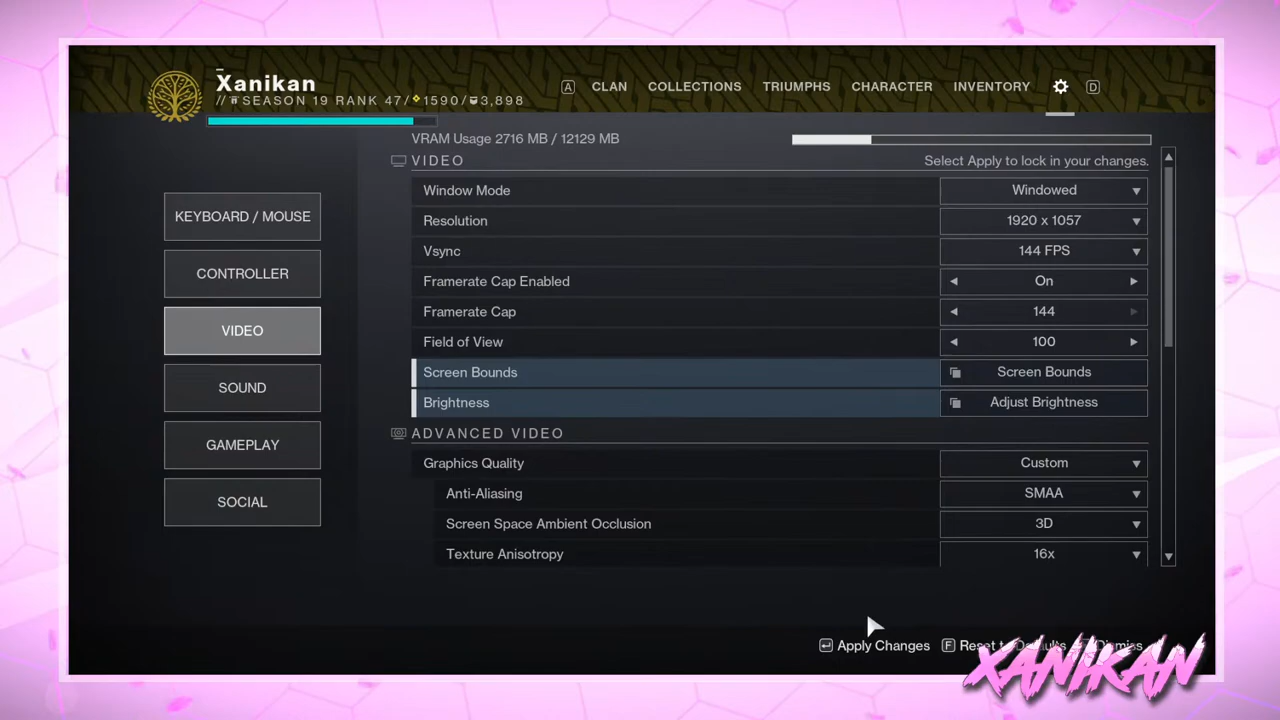 Xanikan
// SEASON 19 RANK 47/ 1590/ 3,898
A CLAN COLLECTIONS TRIUMPHS CHARACTER INVENTORY D
VRAM Usage 2716 MB / 12129 MB
VIDEO
Select Apply to lock in your changes.
KEYBOARD / MOUSE
CONTROLLER
VIDEO
SOUND
GAMEPLAY
SOCIAL
Window Mode Windowed
Resolution 1920 x 1057
Vsync 144 FPS
Framerate Cap Enabled On
Framerate Cap 144
Field of View 100
Screen Bounds Screen Bounds
Brightness Adjust Brightness
ADVANCED VIDEO
Graphics Quality Custom
Anti-Aliasing SMAA
Screen Space Ambient Occlusion 3D
Texture Anisotropy 16x
Apply Changes F Reset to Defaults Dismiss
XANIKAN